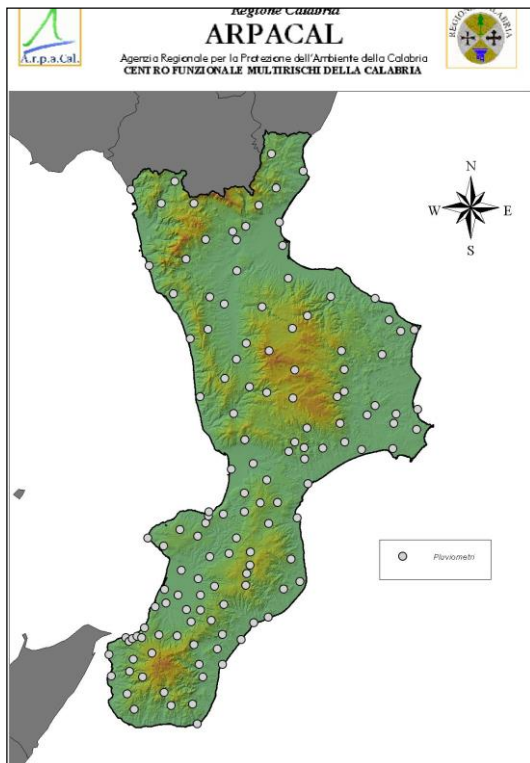 Regione Calabria
ARPACAL
A.r.p.a.Cal.
Agenzia Regionale per la Protezione dell'Ambiente della Calabria
CENTRO FUNZIONALE MULTIRISCHI DELLA CALABRIA
N
W E
S
Pluviometri